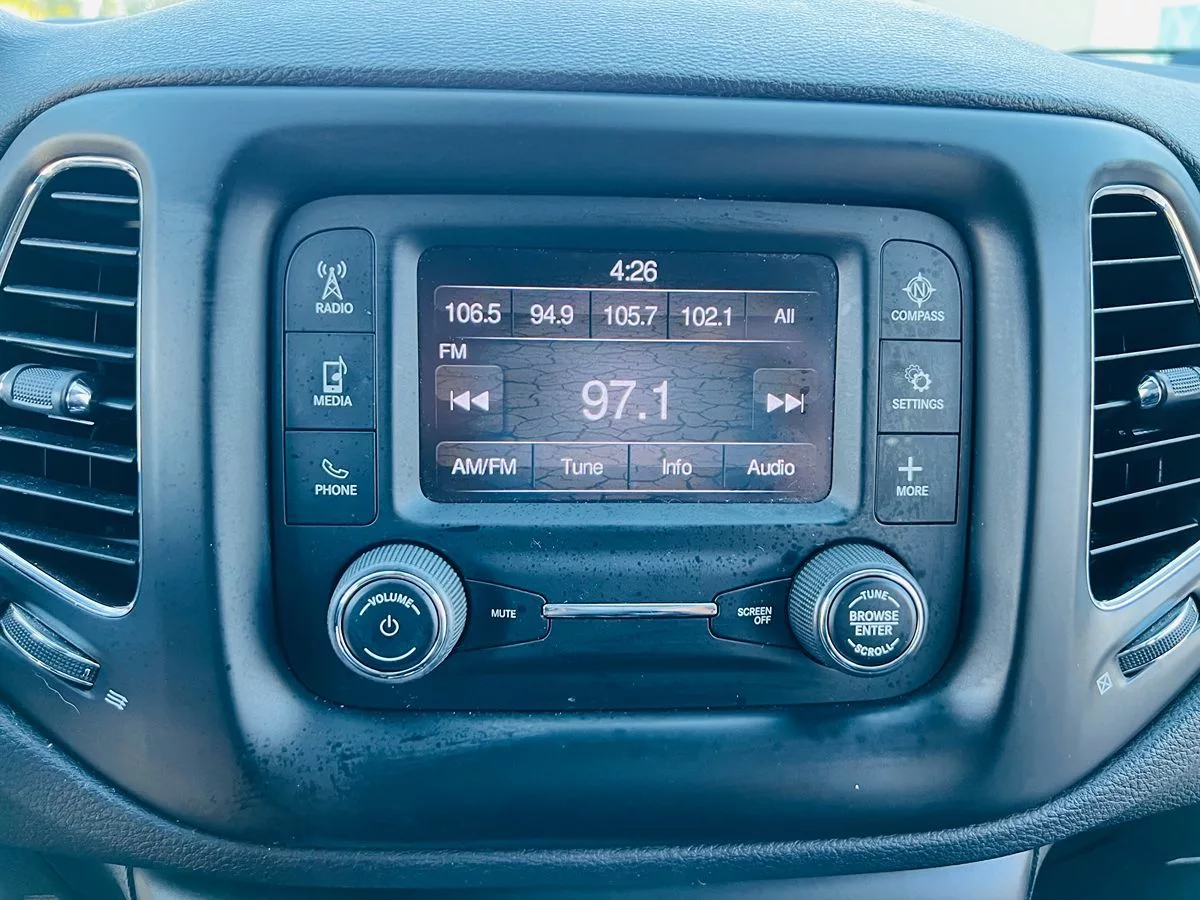 4:26
106.5 94.9 105.7 102.1 All
FM
97.1
AM/FM Tune Info Audio
RADIO
MEDIA
PHONE
N
COMPASS
SETTINGS
MORE
VOLUME
MUTE
SCREEN
OFF
TUNE
BROWSE
ENTER
SCROLL